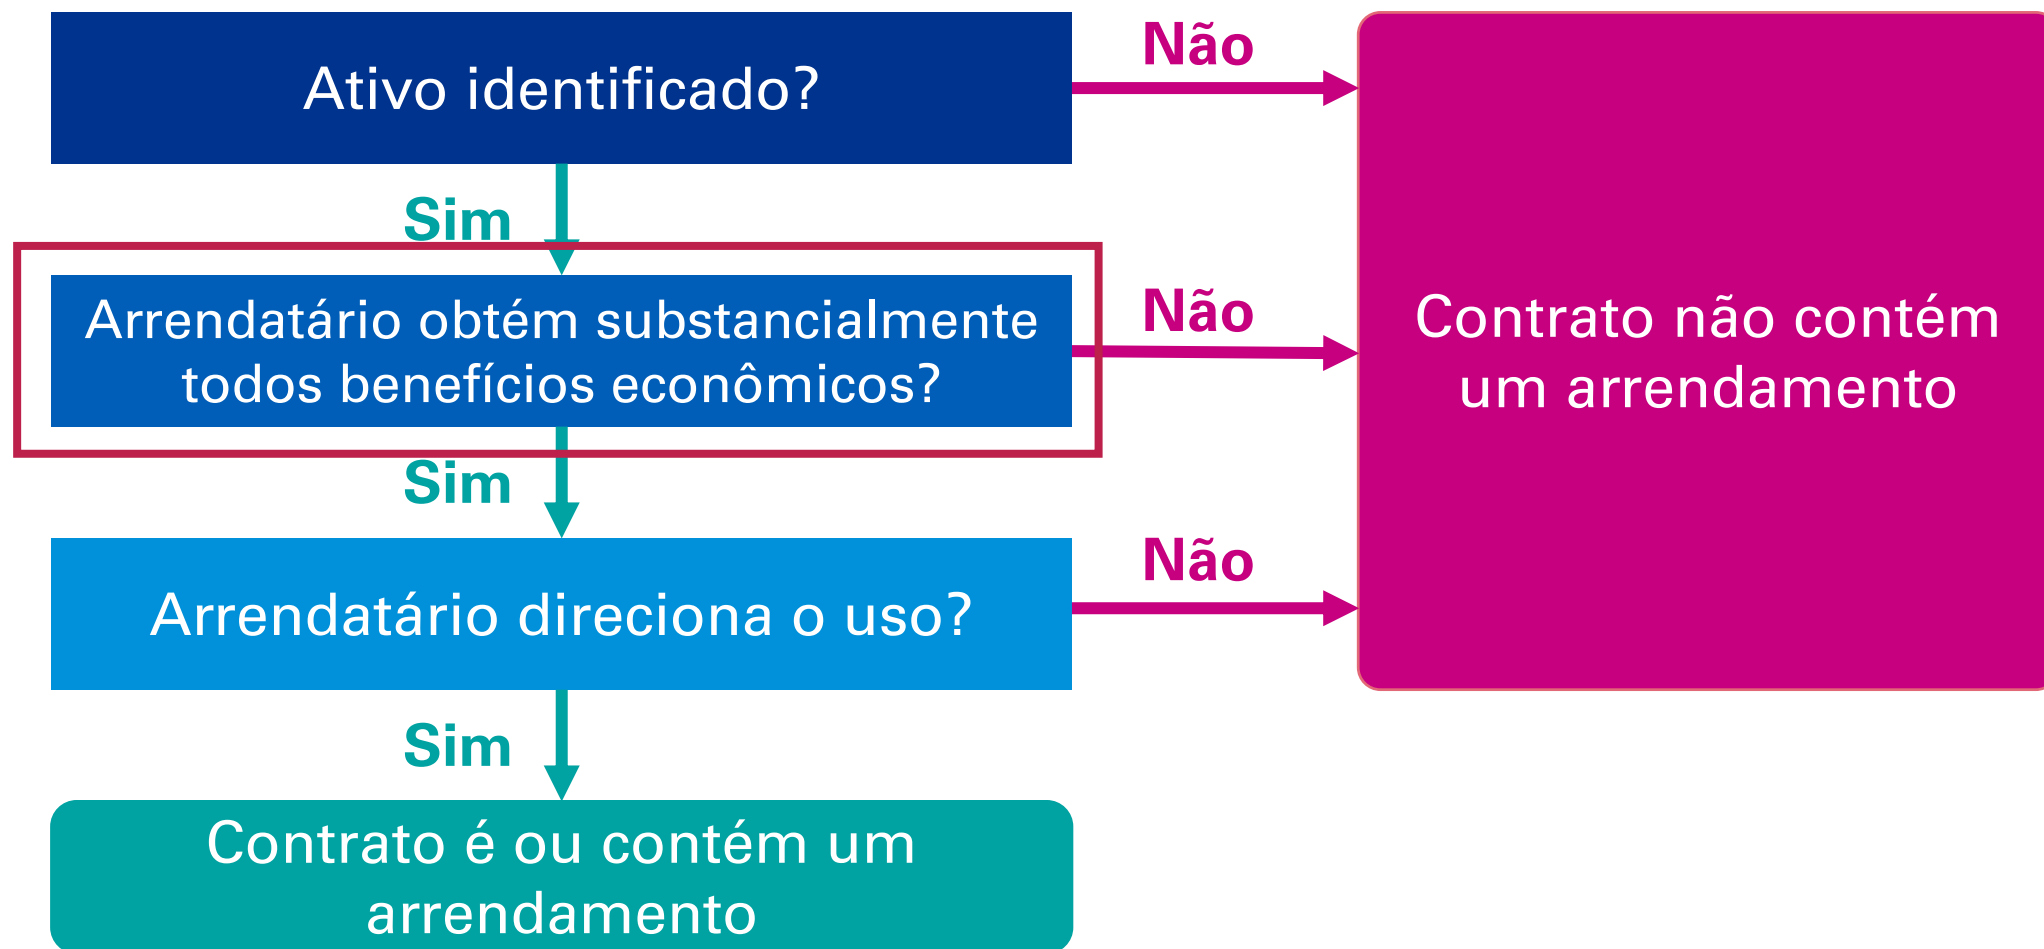 Ativo identificado?
Não
Sim
Arrendatário obtém substancialmente
todos benefícios econômicos?
Não
Contrato não contém
um arrendamento
Sim
Arrendatário direciona o uso?
Não
Sim
Contrato é ou contém um
arrendamento